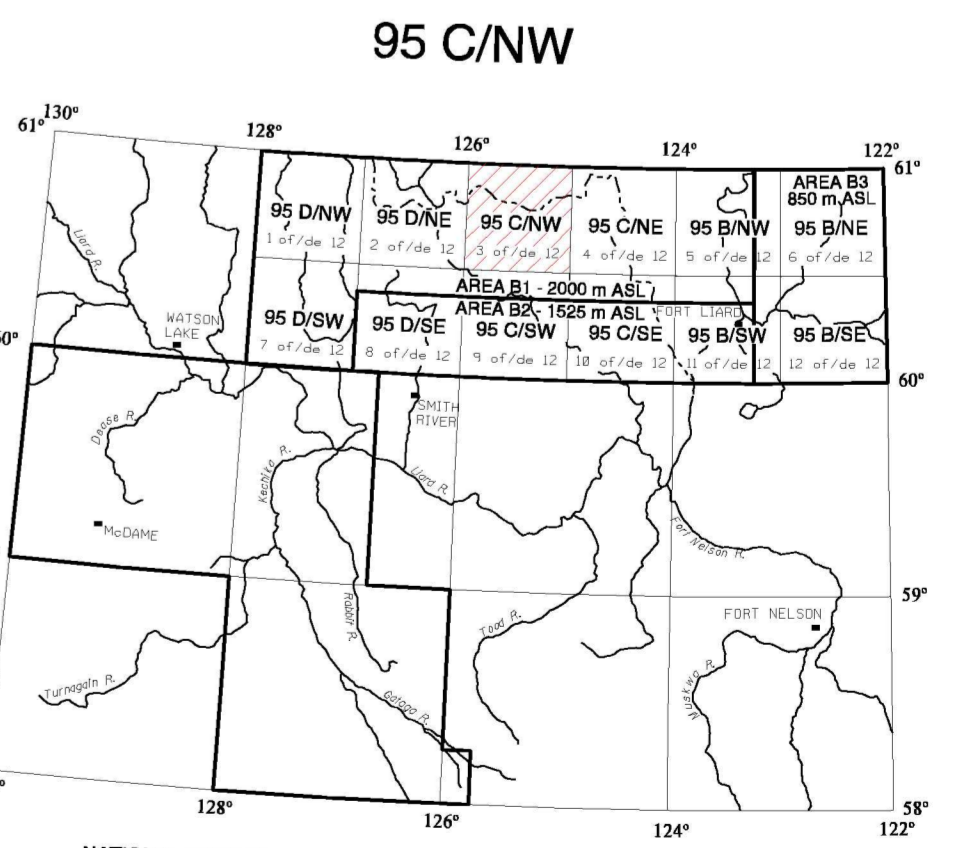 95 C/NW
61° 130°
128°
126°
124°
122°
61°
AREA B3
850 m ASL
95 D/NW
95 D/NE
95 C/NW
95 C/NE
95 B/NW
95 B/NE
1 of/de 12
2 of/de 12
3 of/de 12
4 of/de 12
5 of/de 12
6 of/de 12
Liard R.
AREA B1 - 2000 m ASL
AREA B2 - 1525 m ASL
FORT LIARD
WATSON
LAKE
95 D/SW
95 D/SE
95 C/SW
95 C/SE
95 B/SW
95 B/SE
7 of/de 12
8 of/de 12
9 of/de 12
10 of/de 12
11 of/de 12
12 of/de 12
60°
SMITH
RIVER
Dease R.
Kechika R.
Liard R.
McDAME
Fort Nelson R.
59°
Rabbit R.
Toad R.
FORT NELSON
Turnagain R.
Gataga R.
Muskwa R.
58°
128°
126°
124°
122°